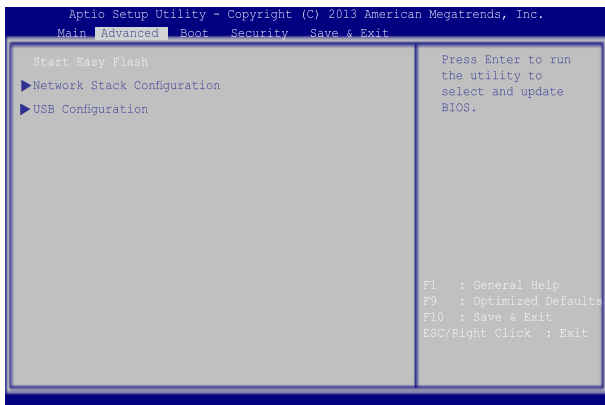 Aptio Setup Utility - Copyright (C) 2013 American Megatrends, Inc.
Main Advanced Boot Security Save & Exit
Start Easy Flash
Network Stack Configuration
USB Configuration
Press Enter to run
the utility to
select and update
BIOS.
F1 : General Help
F9 : Optimized Defaults
F10 : Save & Exit
ESC/Right Click : Exit